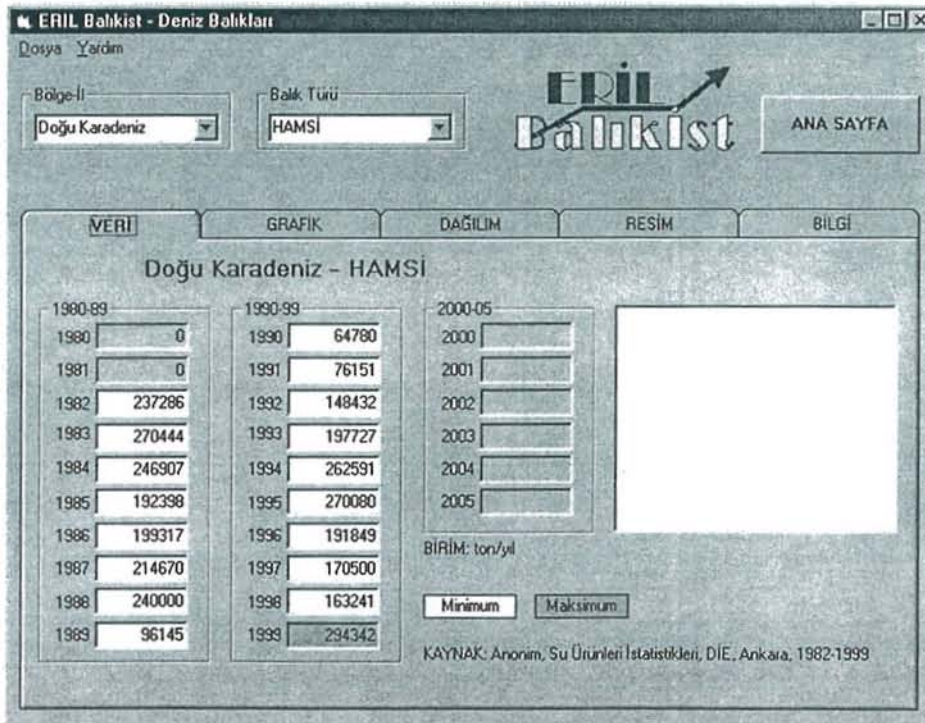 ERIL Balıkist - Deniz Balıkları
Dosya Yardım
Bölge-İl
Balık Türü
Doğu Karadeniz
HAMSİ
ERİL
Balıkİst
ANA SAYFA
VERİ GRAFİK DAĞILIM RESİM BİLGİ
Doğu Karadeniz - HAMSİ
1980-89
1980 0
1981 0
1982 237286
1983 270444
1984 246907
1985 192398
1986 199317
1987 214670
1988 240000
1989 96145
1990-99
1990 64780
1991 76151
1992 148432
1993 197727
1994 262591
1995 270080
1996 191849
1997 170500
1998 163241
1999 294342
2000-05
2000
2001
2002
2003
2004
2005
BİRİM: ton/yıl
Minimum Maksimum
KAYNAK: Anonim, Su Ürünleri İstatistikleri, DİE, Ankara, 1982-1999